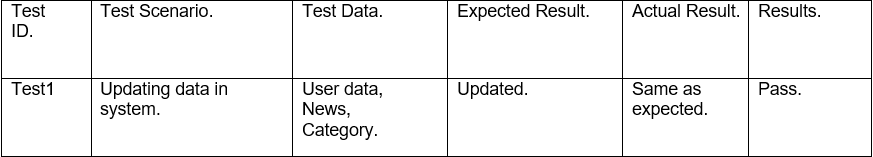 Test ID.
Test Scenario.
Test Data.
Expected Result.
Actual Result.
Results.
Test1
Updating data in
system.
User data,
News,
Category.
Updated.
Same as
expected.
Pass.